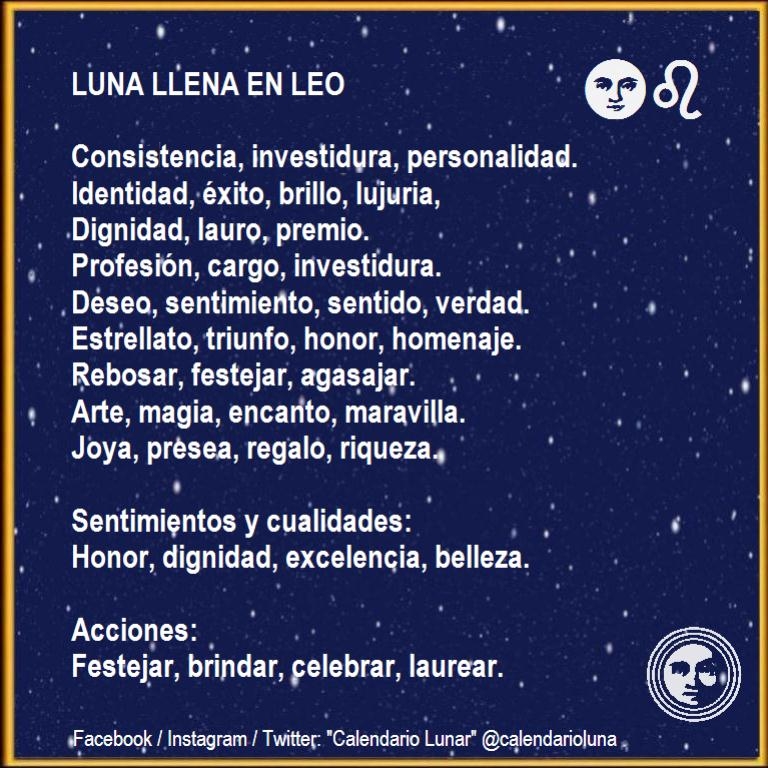 LUNA LLENA EN LEO
Consistencia, investidura, personalidad.
Identidad, éxito, brillo, lujuria,
Dignidad, lauro, premio.
Profesión, cargo, investidura.
Deseo, sentimiento, sentido, verdad.
Estrellato, triunfo, honor, homenaje.
Rebosar, festejar, agasajar.
Arte, magia, encanto, maravilla.
Joya, presea, regalo, riqueza.
Sentimientos y cualidades:
Honor, dignidad, excelencia, belleza.
Acciones:
Festejar, brindar, celebrar, laurear.
Facebook / Instagram / Twitter: "Calendario Lunar" @calendarioluna